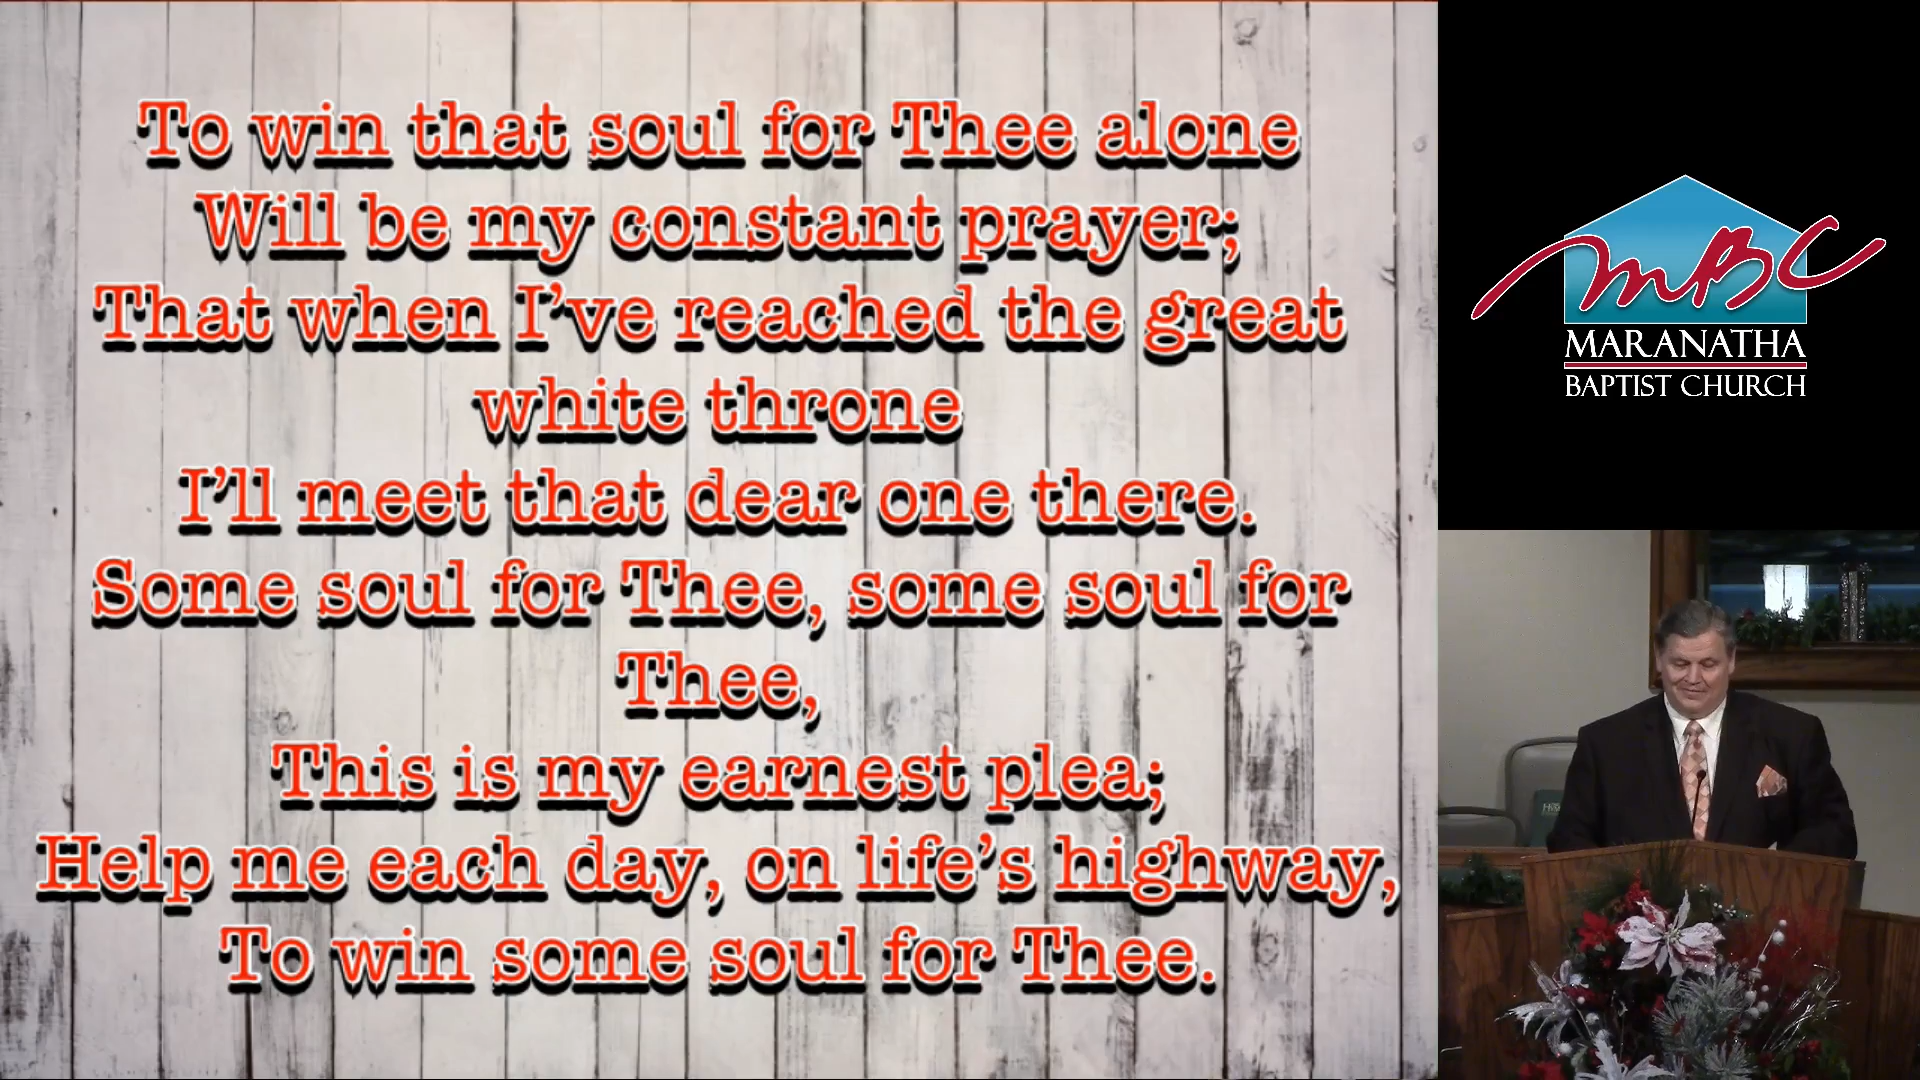 To win that soul for Thee alone
Will be my constant prayer;
That when I've reached the great
white throne
I'll meet that dear one there.
Some soul for Thee, some soul for
Thee,
This is my earnest plea;
Help me each day, on life's highway,
To win some soul for Thee.
MBC
MARANATHA
BAPTIST CHURCH